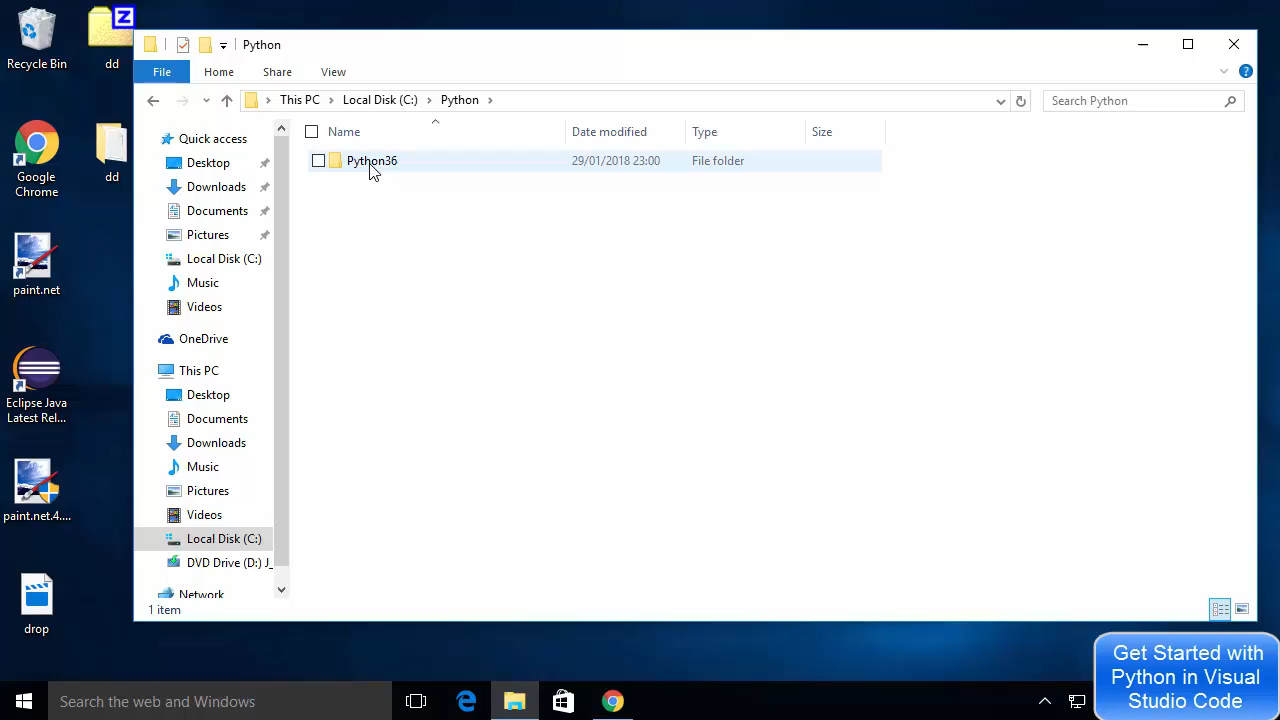 Recycle Bin
dd
Google
Chrome
dd
paint.net
Eclipse Java
Latest Rel...
paint.net.4....
drop
Z
Python
File
Home
Share
View
?
This PC
Local Disk (C:)
Python
Search Python
Name
Date modified
Type
Size
Quick access
Desktop
Downloads
Documents
Pictures
Local Disk (C:)
Music
Videos
OneDrive
This PC
Desktop
Documents
Downloads
Music
Pictures
Videos
Local Disk (C:)
DVD Drive (D:) J_
Network
Python36
29/01/2018 23:00
File folder
1 item
Search the web and Windows
Get Started with
Python in Visual
Studio Code